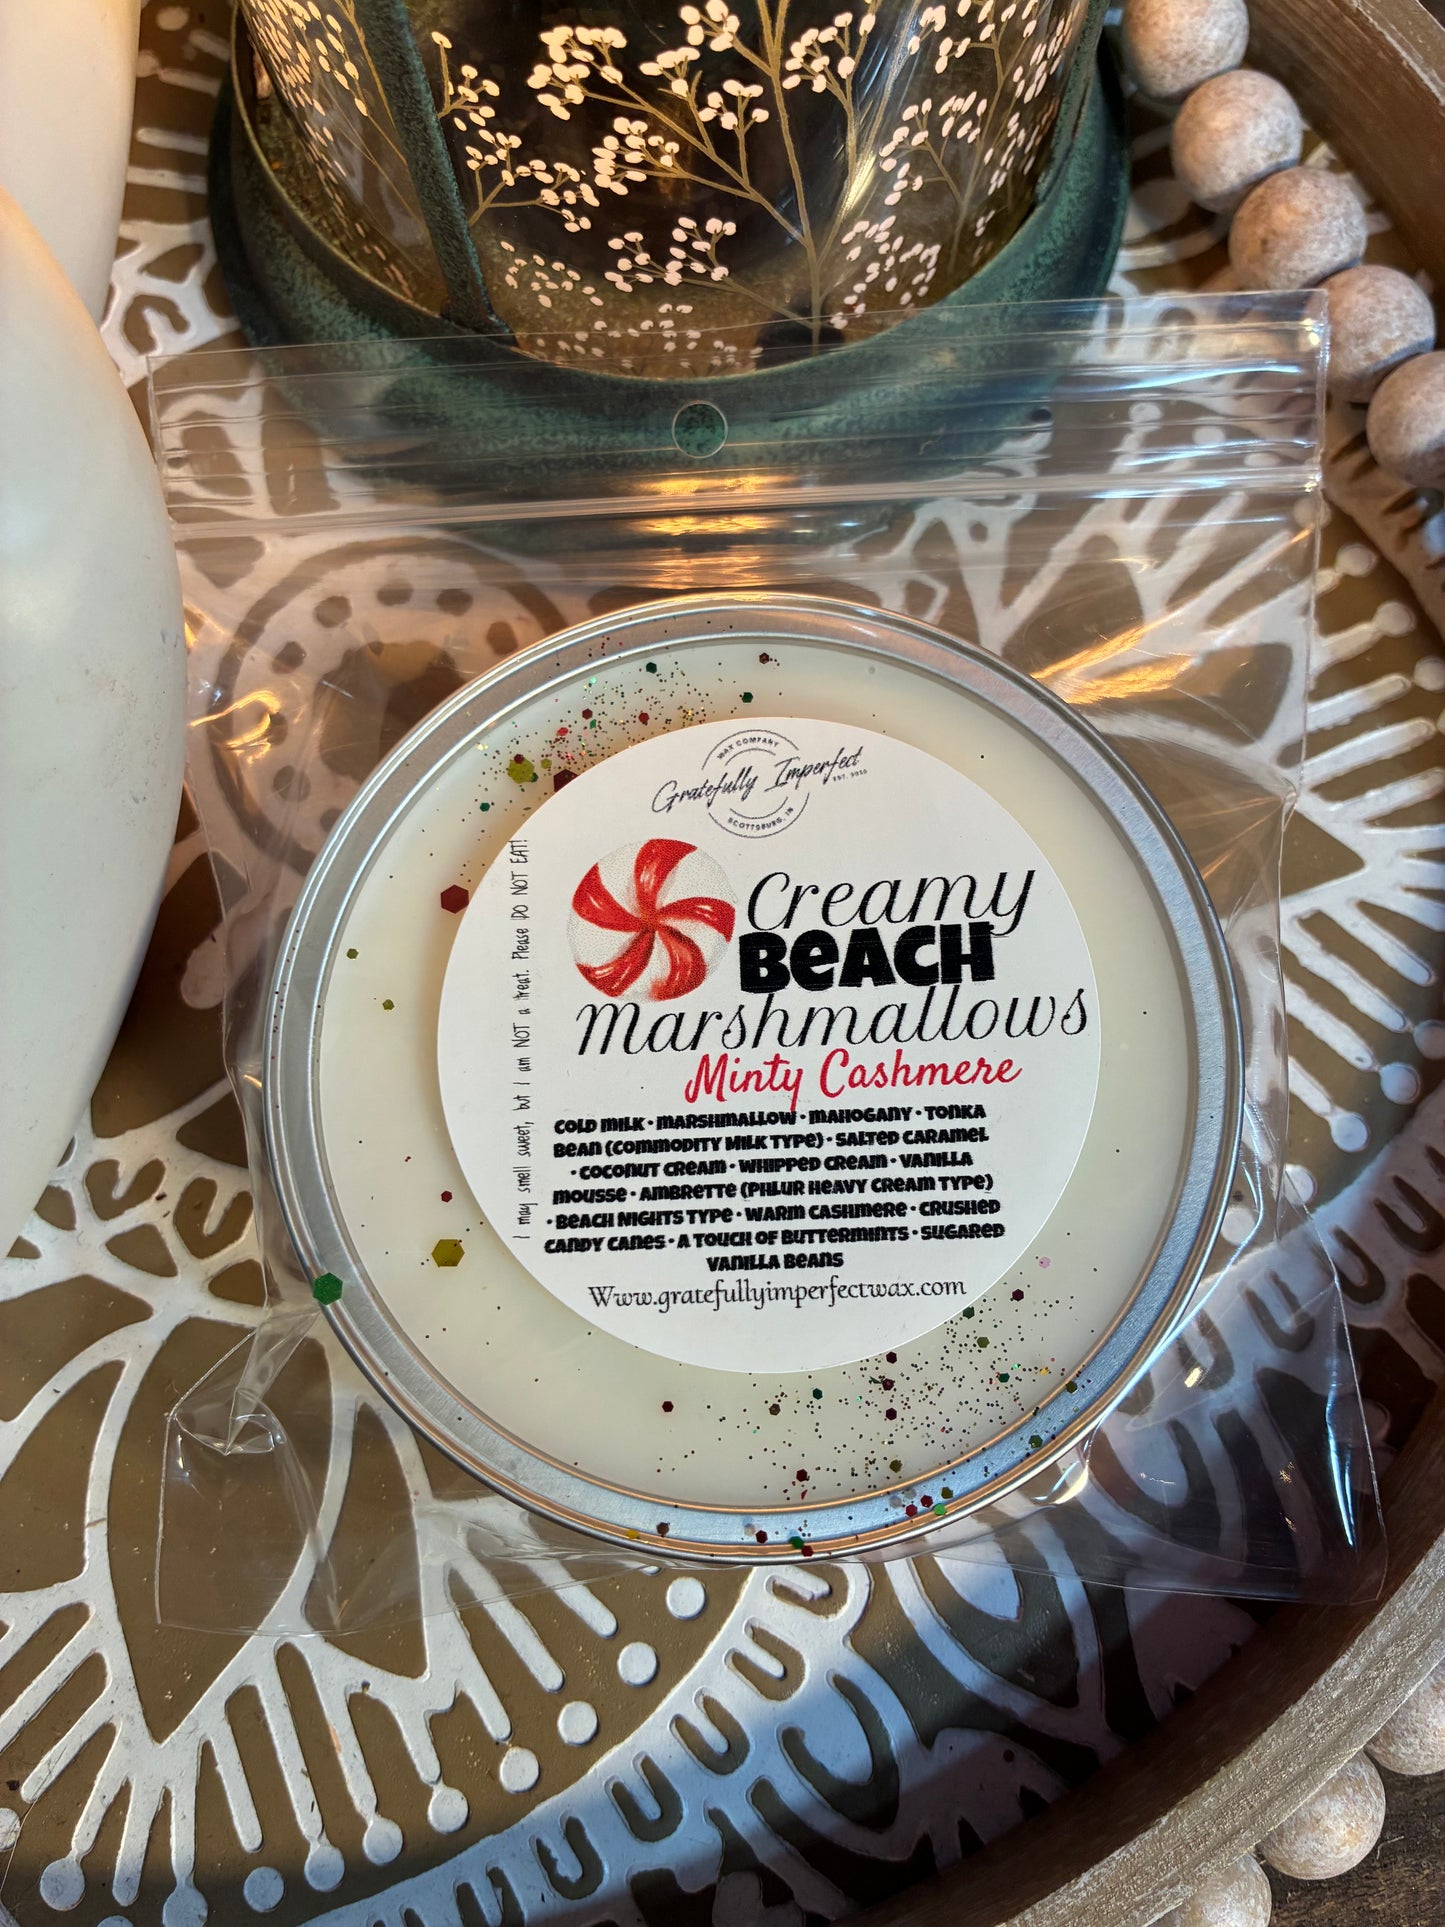 WAX COMPANY
Gratefully Imperfect
EST. 2020
SCOTTSBURG, IN
I may smell sweet, but I am NOT a treat. Please DO NOT EAT!
Creamy
BEACH
Marshmallows
Minty Cashmere
COLD MILK • MARSHMALLOW • MAHOGANY • TONKA
BEAN (COMMODITY MILK TYPE) • SALTED CARAMEL
• COCONUT CREAM • WHIPPED CREAM • VANILLA
MOUSSE • AMBRETTE (PHLUR HEAVY CREAM TYPE)
• BEACH NIGHTS TYPE • WARM CASHMERE • CRUSHED
CANDY CANES • A TOUCH OF BUTTERMINTS • SUGARED
VANILLA BEANS
Www.gratefullyimperfectwax.com